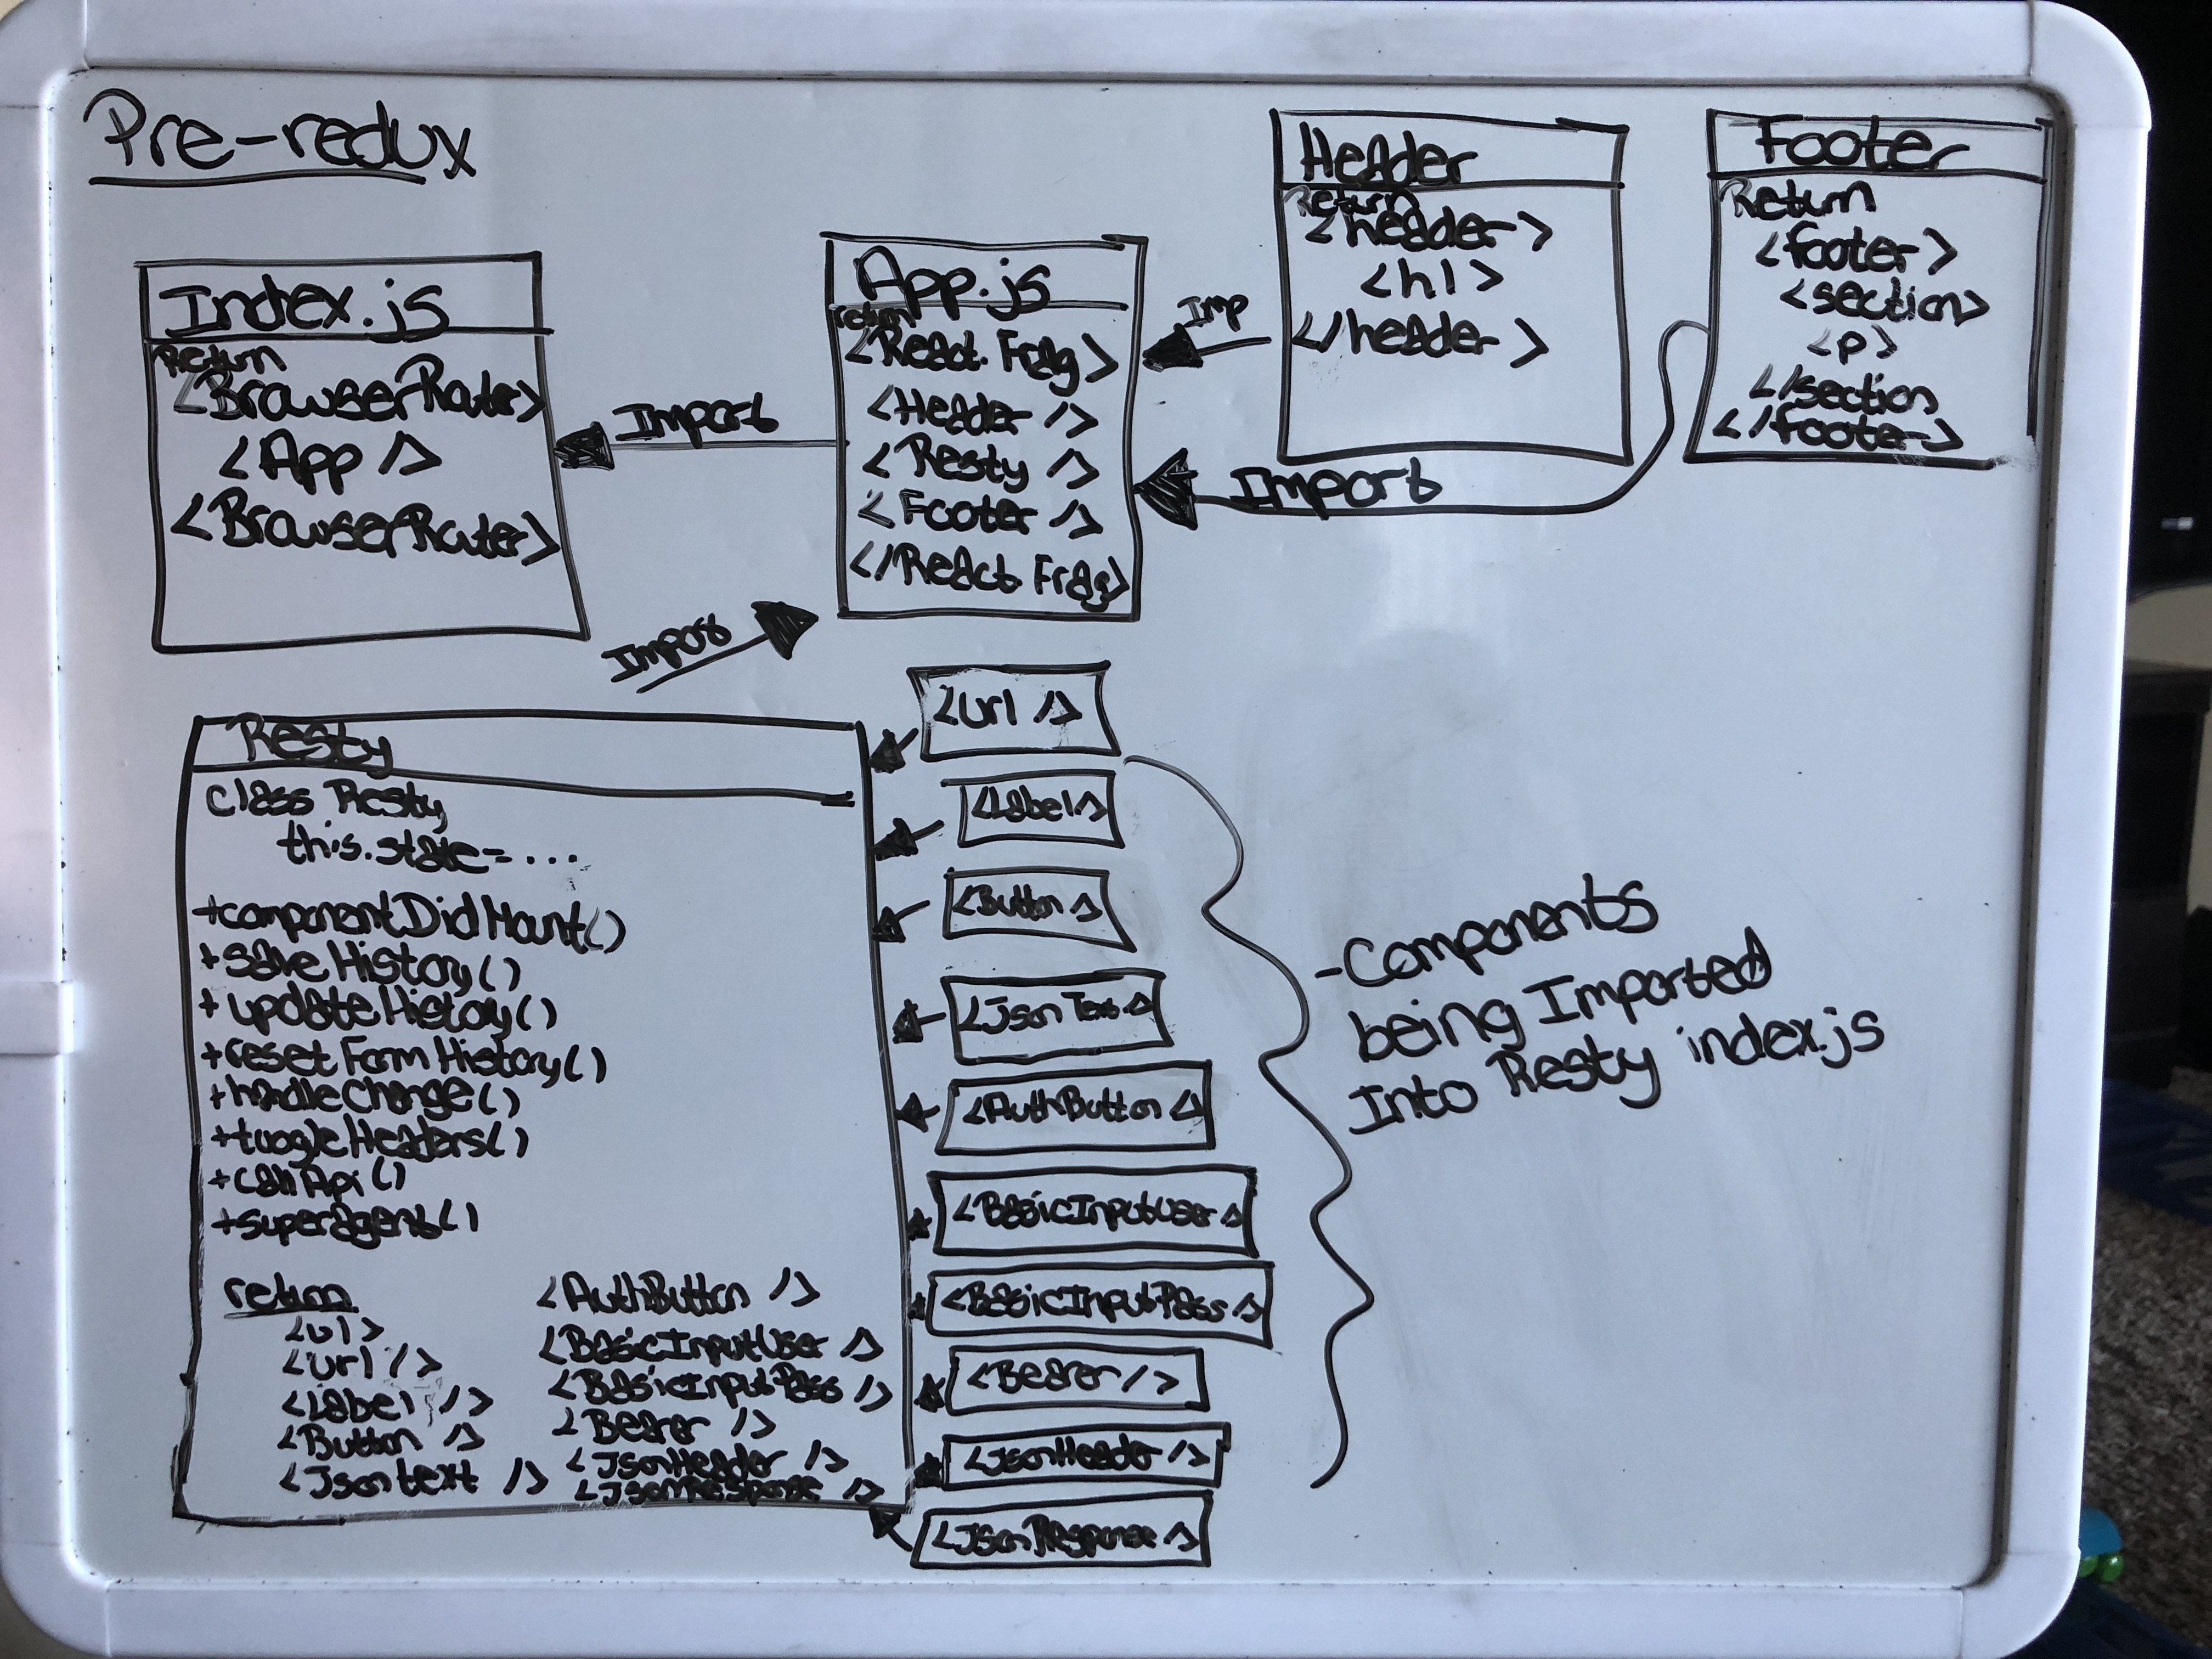 Pre-redux
Index.js
Return
<BrowserRouter>
<App />
<BrowserRouter>
Import
App.js
return
<React.Frag>
<Header />
<Resty />
<Footer />
</React.Frag>
Imp
Import
Header
Return
<header>
<h1>
</header>
Footer
Return
<footer>
<section>
<p>
</section
</footer>
Import
Resty
class Resty
this.state=...
+componentDidMount()
+saveHistory()
+updateHistory()
+resetFormHistory()
+handleChange()
+toggleHeaders()
+callApi()
+superagent()
return
<ul>
<url />
<Label />
<Button />
<Jsontext />
<AuthButton />
<BasicInputUser />
<BasicInputPass />
<Bearer />
<JsonHeader />
<JsonResponse />
<url />
<Label/>
<Button />
<JsonText />
<AuthButton />
<BasicInputUser />
<BasicInputPass />
<Bearer />
<JsonHeader />
<JsonResponse />
-Components
being Imported
Into Resty index.js